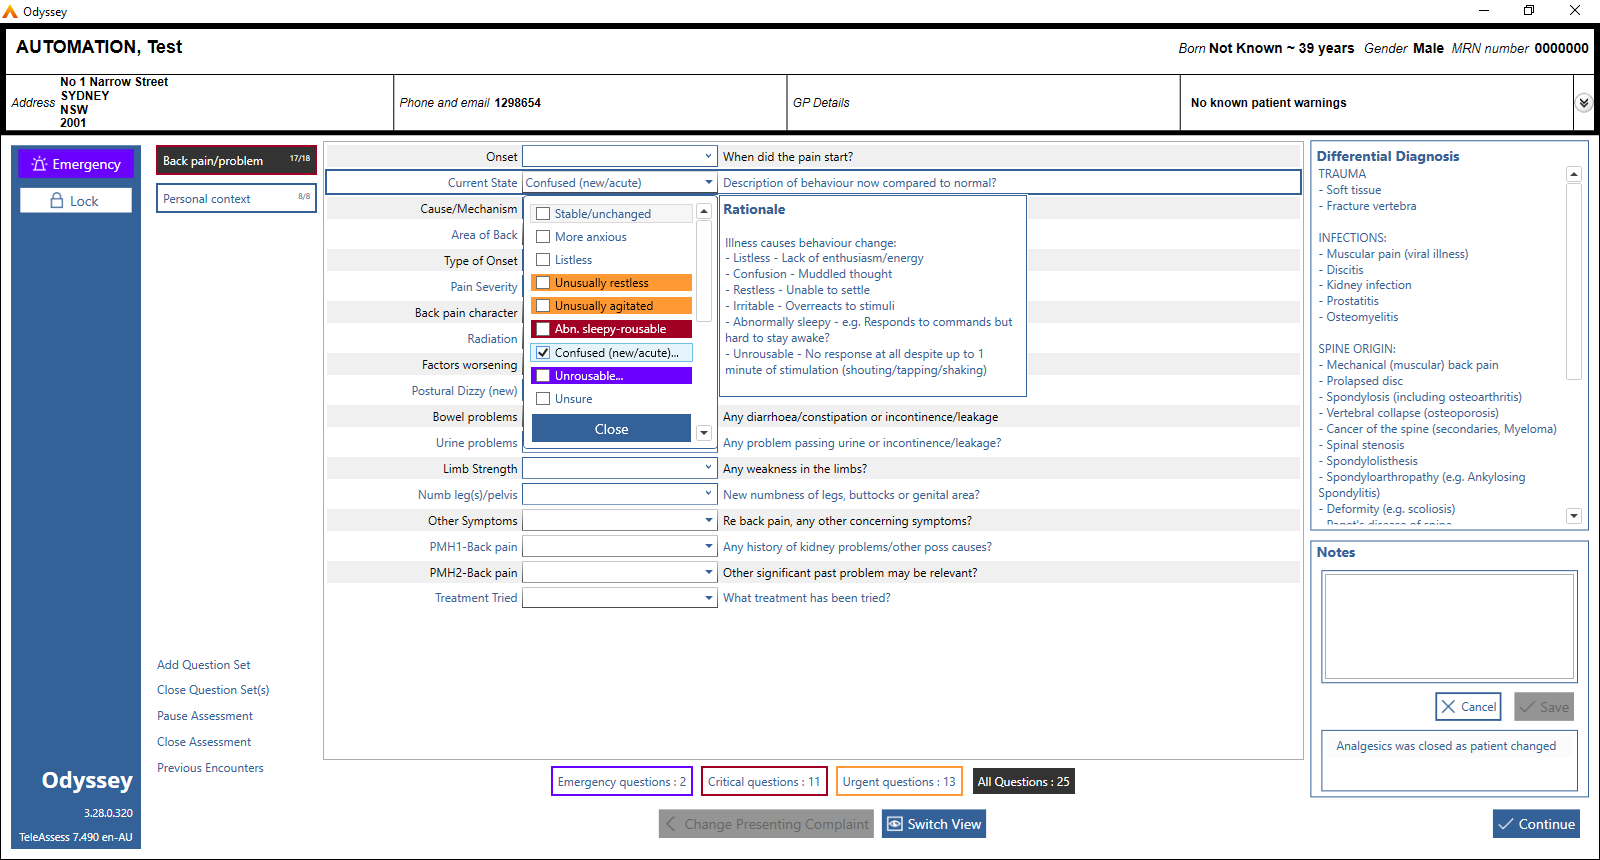 Odyssey
AUTOMATION, Test
Born Not Known ~ 39 years Gender Male MRN number 0000000
Address
No 1 Narrow Street
SYDNEY
NSW
2001
Phone and email 1298654
GP Details
No known patient warnings
Emergency
Lock
Odyssey
3.28.0.320
TeleAssess 7.490 en-AU
Back pain/problem 17/18
Personal context 8/8
Add Question Set
Close Question Set(s)
Pause Assessment
Close Assessment
Previous Encounters
Onset When did the pain start?
Current State Confused (new/acute) Description of behaviour now compared to normal?
Cause/Mechanism
Area of Back
Type of Onset
Pain Severity
Back pain character
Radiation
Factors worsening
Postural Dizzy (new)
Bowel problems Any diarrhoea/constipation or incontinence/leakage
Urine problems Any problem passing urine or incontinence/leakage?
Limb Strength Any weakness in the limbs?
Numb leg(s)/pelvis New numbness of legs, buttocks or genital area?
Other Symptoms Re back pain, any other concerning symptoms?
PMH1-Back pain Any history of kidney problems/other poss causes?
PMH2-Back pain Other significant past problem may be relevant?
Treatment Tried What treatment has been tried?
Stable/unchanged
More anxious
Listless
Unusually restless
Unusually agitated
Abn. sleepy-rousable
Confused (new/acute)...
Unrousable...
Unsure
Close
Rationale
Illness causes behaviour change:
- Listless - Lack of enthusiasm/energy
- Confusion - Muddled thought
- Restless - Unable to settle
- Irritable - Overreacts to stimuli
- Abnormally sleepy - e.g. Responds to commands but
hard to stay awake?
- Unrousable - No response at all despite up to 1
minute of stimulation (shouting/tapping/shaking)
Emergency questions : 2
Critical questions : 11
Urgent questions : 13
All Questions : 25
Change Presenting Complaint
Switch View
Differential Diagnosis
TRAUMA
- Soft tissue
- Fracture vertebra
INFECTIONS:
- Muscular pain (viral illness)
- Discitis
- Kidney infection
- Prostatitis
- Osteomyelitis
SPINE ORIGIN:
- Mechanical (muscular) back pain
- Prolapsed disc
- Spondylosis (including osteoarthritis)
- Vertebral collapse (osteoporosis)
- Cancer of the spine (secondaries, Myeloma)
- Spinal stenosis
- Spondylolisthesis
- Spondyloarthropathy (e.g. Ankylosing
Spondylitis)
- Deformity (e.g. scoliosis)
- Paget's disease of spine
Notes
Cancel
Save
Analgesics was closed as patient changed
Continue